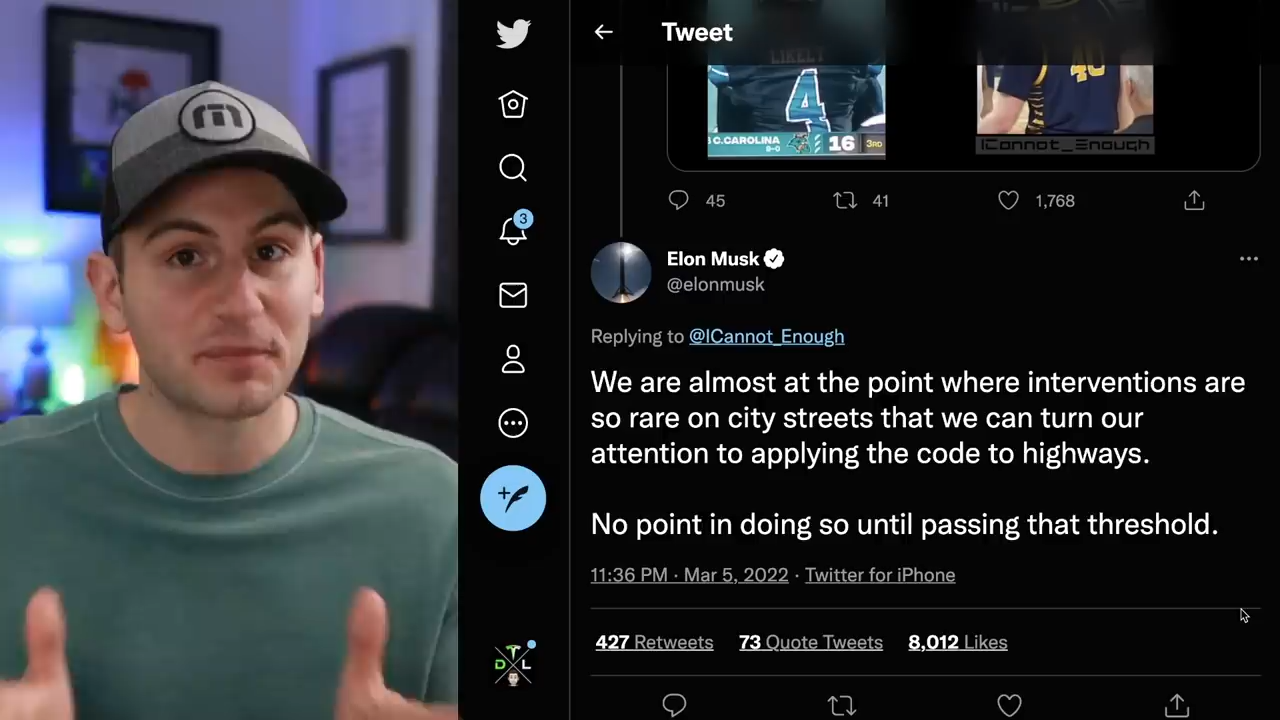 Tweet
LIKELY
4
40
C.CAROLINA
8-0
16
3RD
ICannot_Enough
45
41
1,768
3
Elon Musk
@elonmusk
Replying to @ICannot_Enough
We are almost at the point where interventions are
so rare on city streets that we can turn our
attention to applying the code to highways.
No point in doing so until passing that threshold.
11:36 PM · Mar 5, 2022 · Twitter for iPhone
427 Retweets 73 Quote Tweets 8,012 Likes
D L